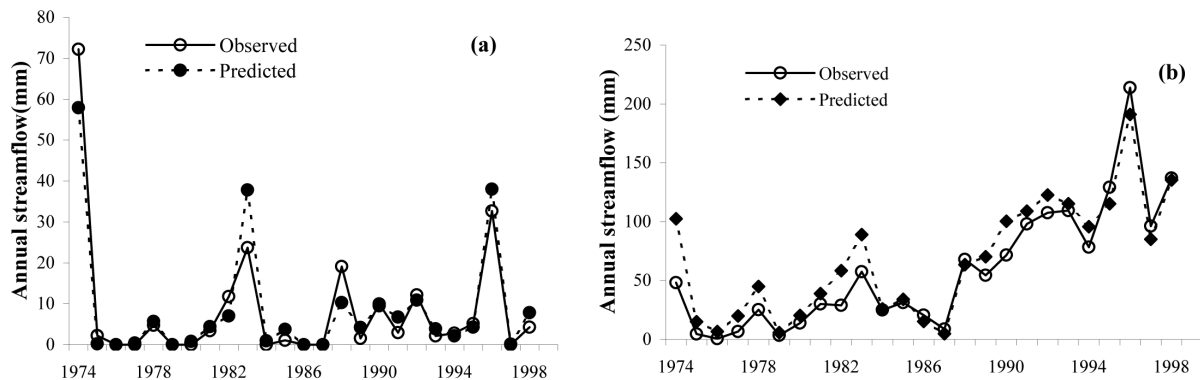 80
70
60
50
40
30
20
10
0
Annual streamflow(mm)
Observed
Predicted
(a)
1974 1978 1982 1986 1990 1994 1998
250
200
150
100
50
0
Annual streamflow (mm)
Observed
Predicted
(b)
1974 1978 1982 1986 1990 1994 1998